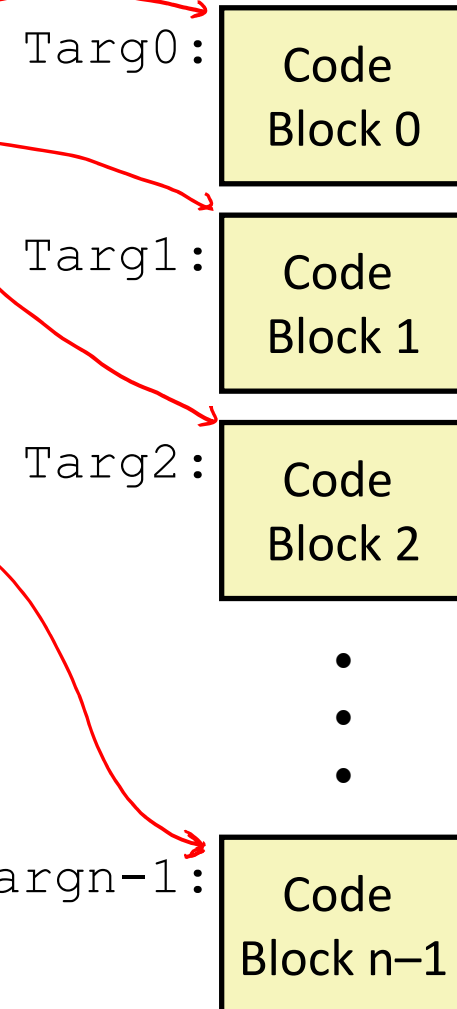 Targ0:
Code
Block 0
Targ1:
Code
Block 1
Targ2:
Code
Block 2
argn-1:
Code
Block n–1